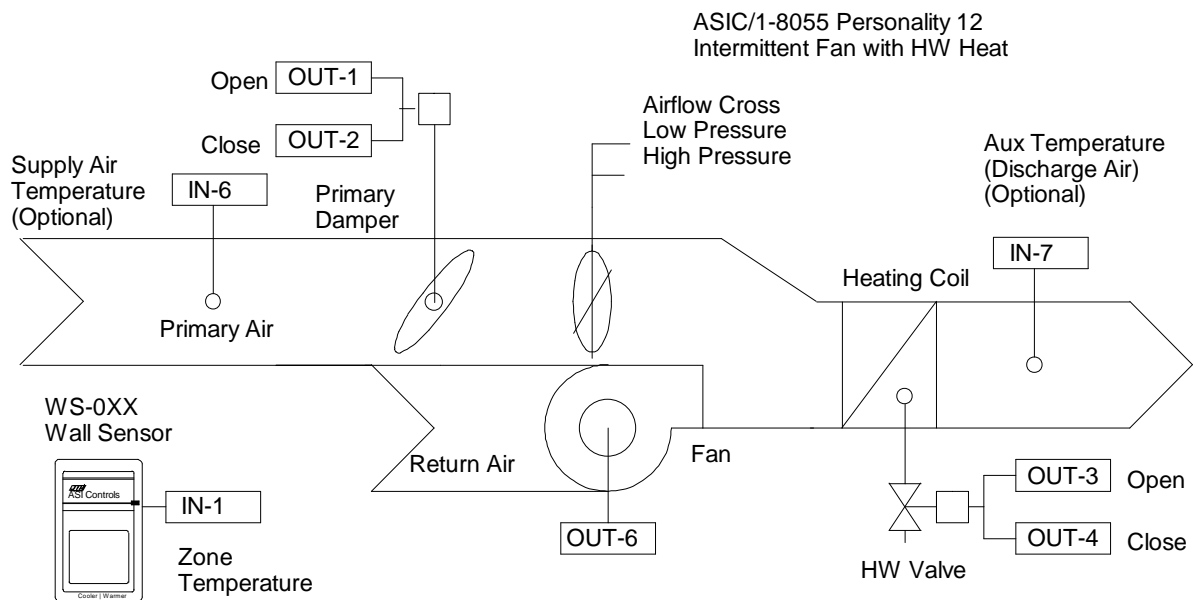 ASIC/1-8055 Personality 12
Intermittent Fan with HW Heat
Open
OUT-1
Close
OUT-2
Airflow Cross
Low Pressure
High Pressure
Supply Air
Temperature
(Optional)
IN-6
Primary
Damper
Aux Temperature
(Discharge Air)
(Optional)
IN-7
Heating Coil
Primary Air
WS-0XX
Wall Sensor
ASI Controls
Cooler | Warmer
IN-1
Zone
Temperature
Return Air
Fan
OUT-6
OUT-3
Open
OUT-4
Close
HW Valve